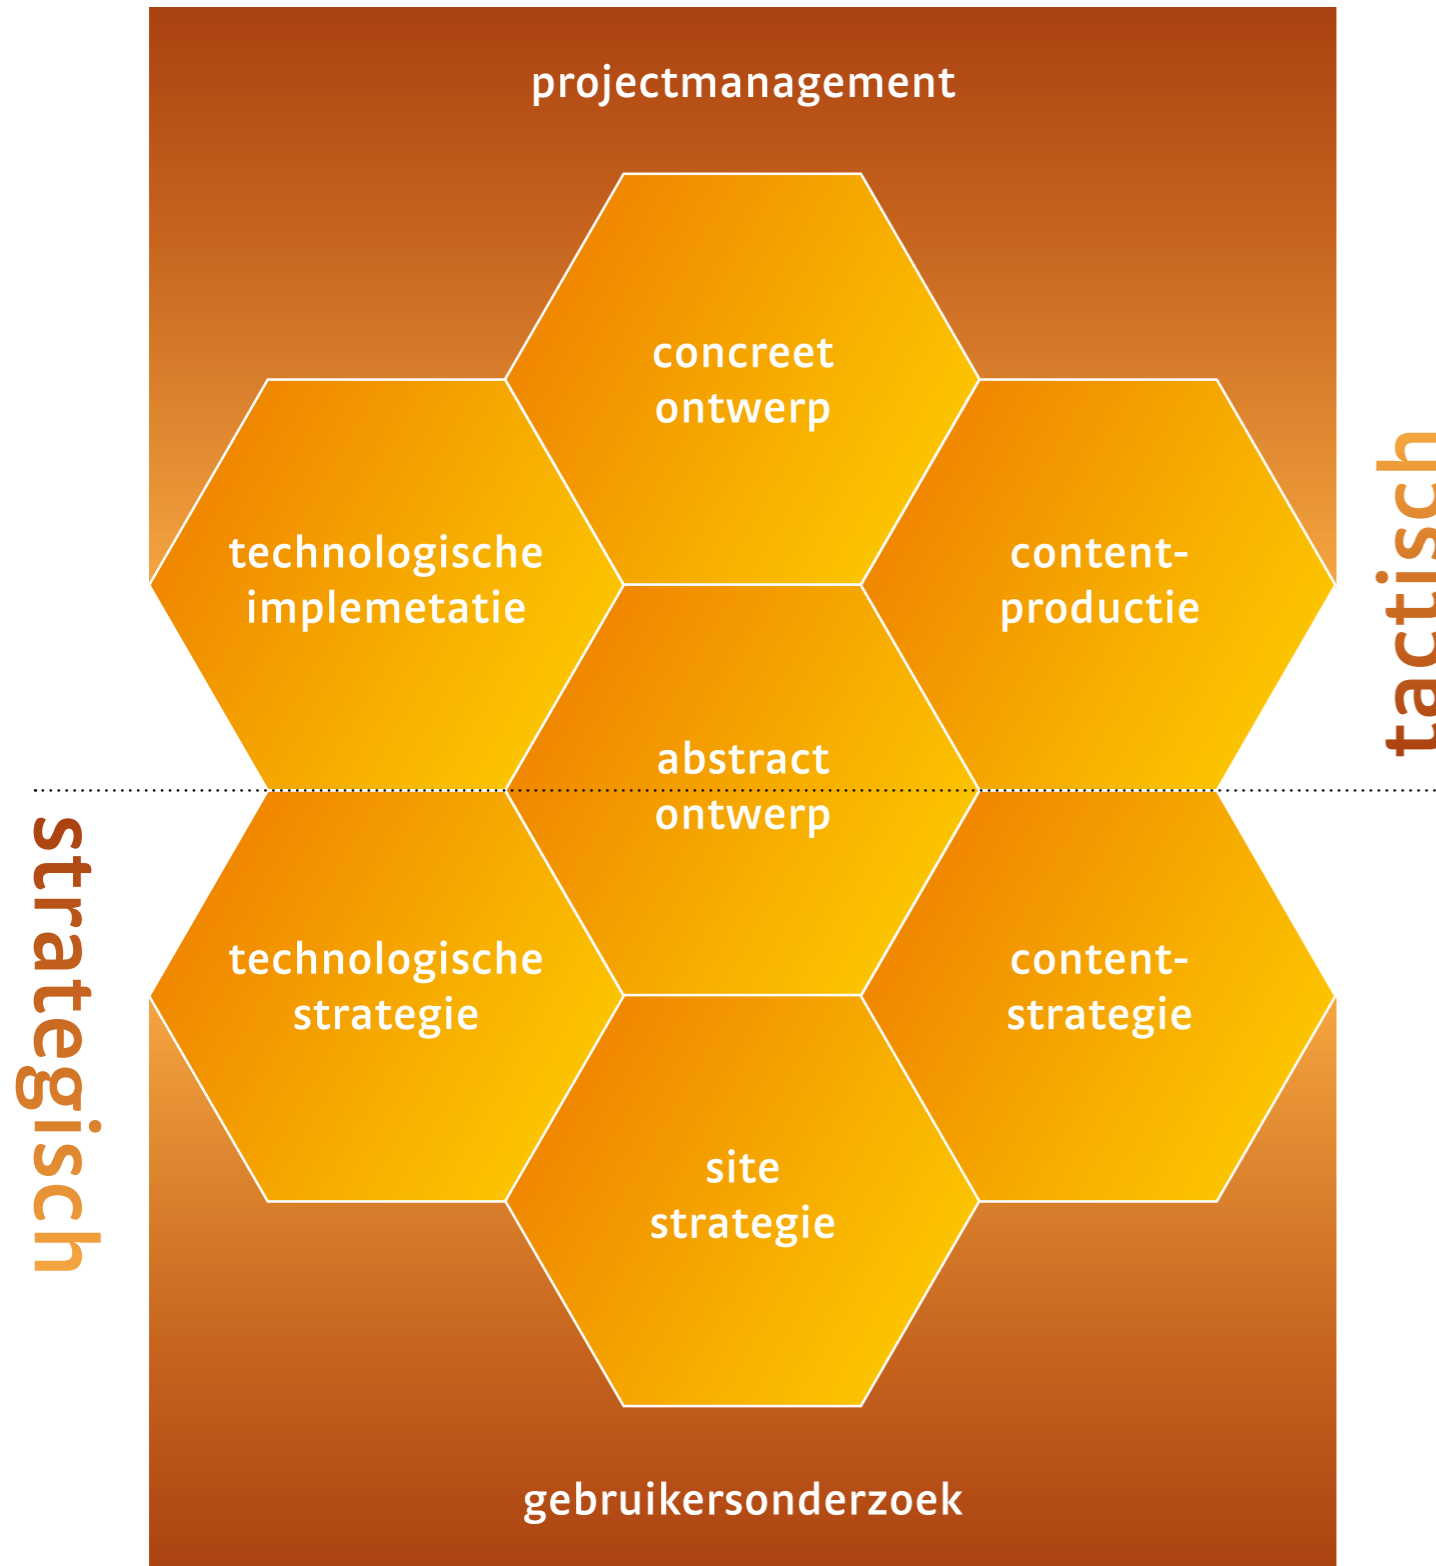 projectmanagement
concreet
ontwerp
technologische
implemetatie
content-
productie
tactisch
abstract
ontwerp
strategisch
technologische
strategie
content-
strategie
site
strategie
gebruikersonderzoek